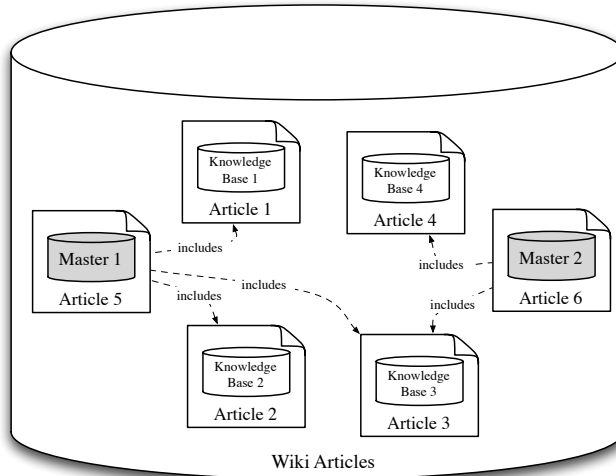 Knowledge
Base 1
Article 1
Knowledge
Base 4
Article 4
Master 1
Article 5
includes
includes
includes
includes
includes
Master 2
Article 6
Knowledge
Base 2
Article 2
Knowledge
Base 3
Article 3
Wiki Articles